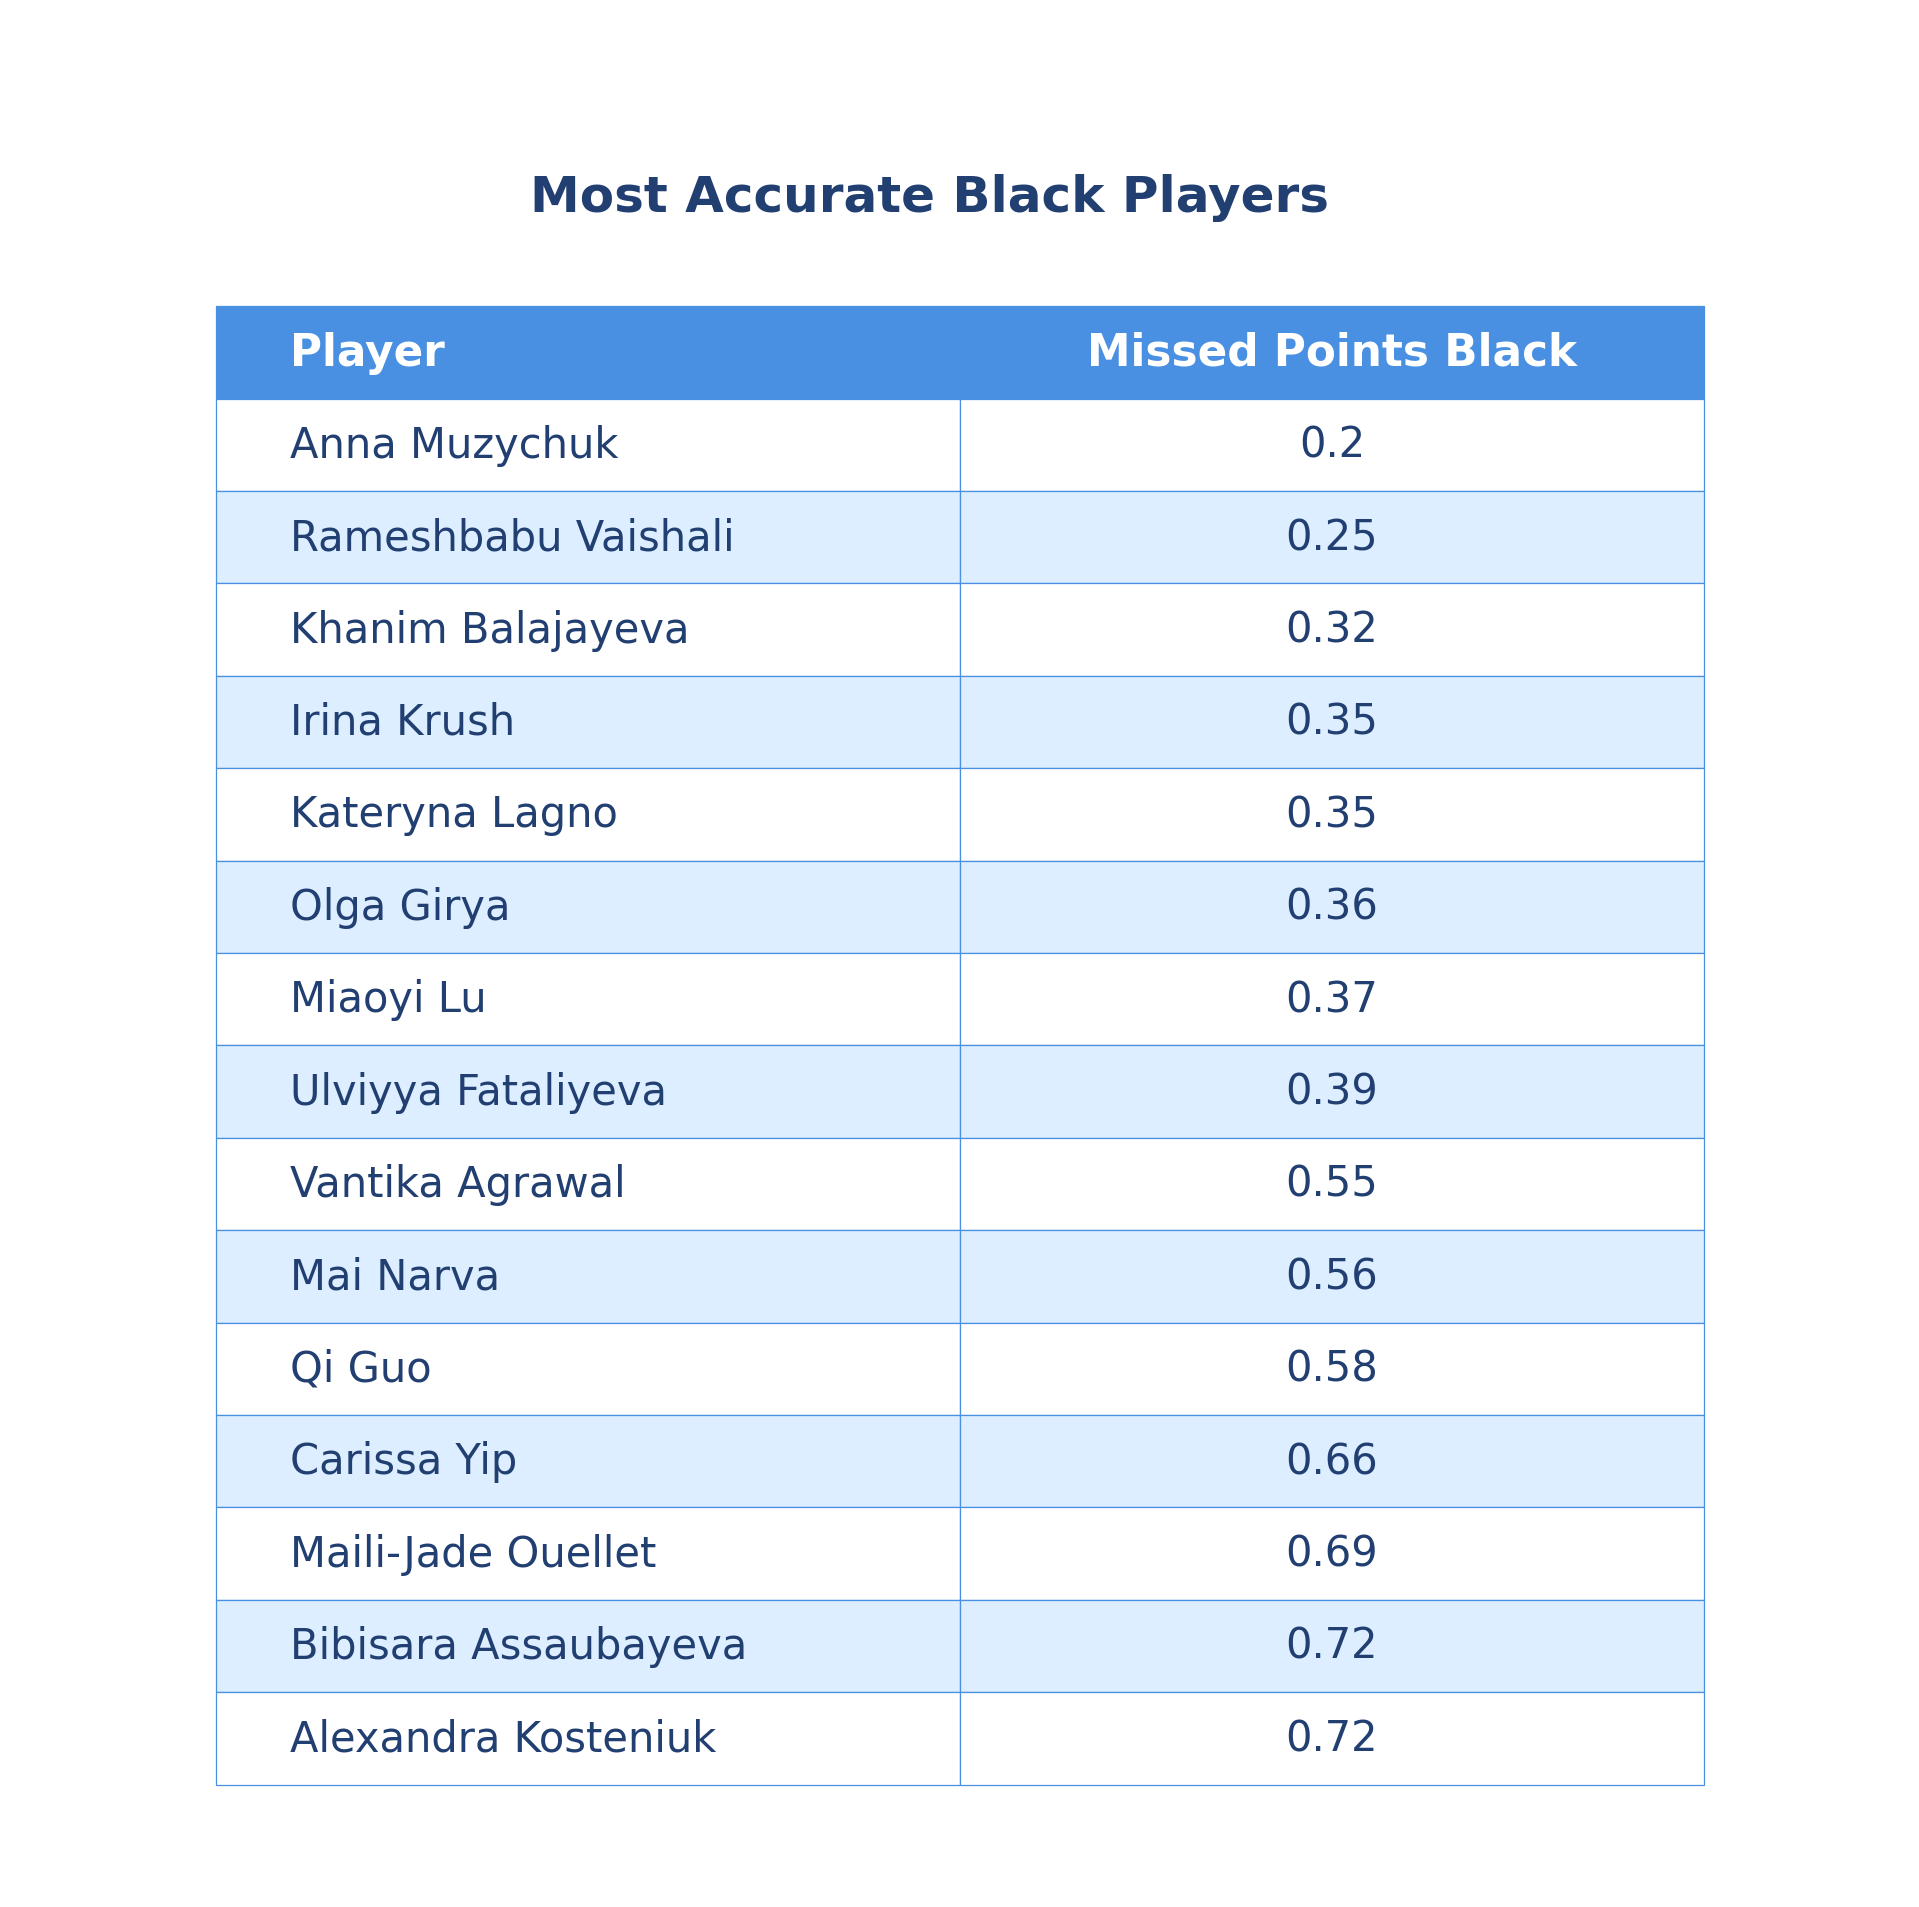 Most Accurate Black Players
Player Missed Points Black
Anna Muzychuk 0.2
Rameshbabu Vaishali 0.25
Khanim Balajayeva 0.32
Irina Krush 0.35
Kateryna Lagno 0.35
Olga Girya 0.36
Miaoyi Lu 0.37
Ulviyya Fataliyeva 0.39
Vantika Agrawal 0.55
Mai Narva 0.56
Qi Guo 0.58
Carissa Yip 0.66
Maili-Jade Ouellet 0.69
Bibisara Assaubayeva 0.72
Alexandra Kosteniuk 0.72